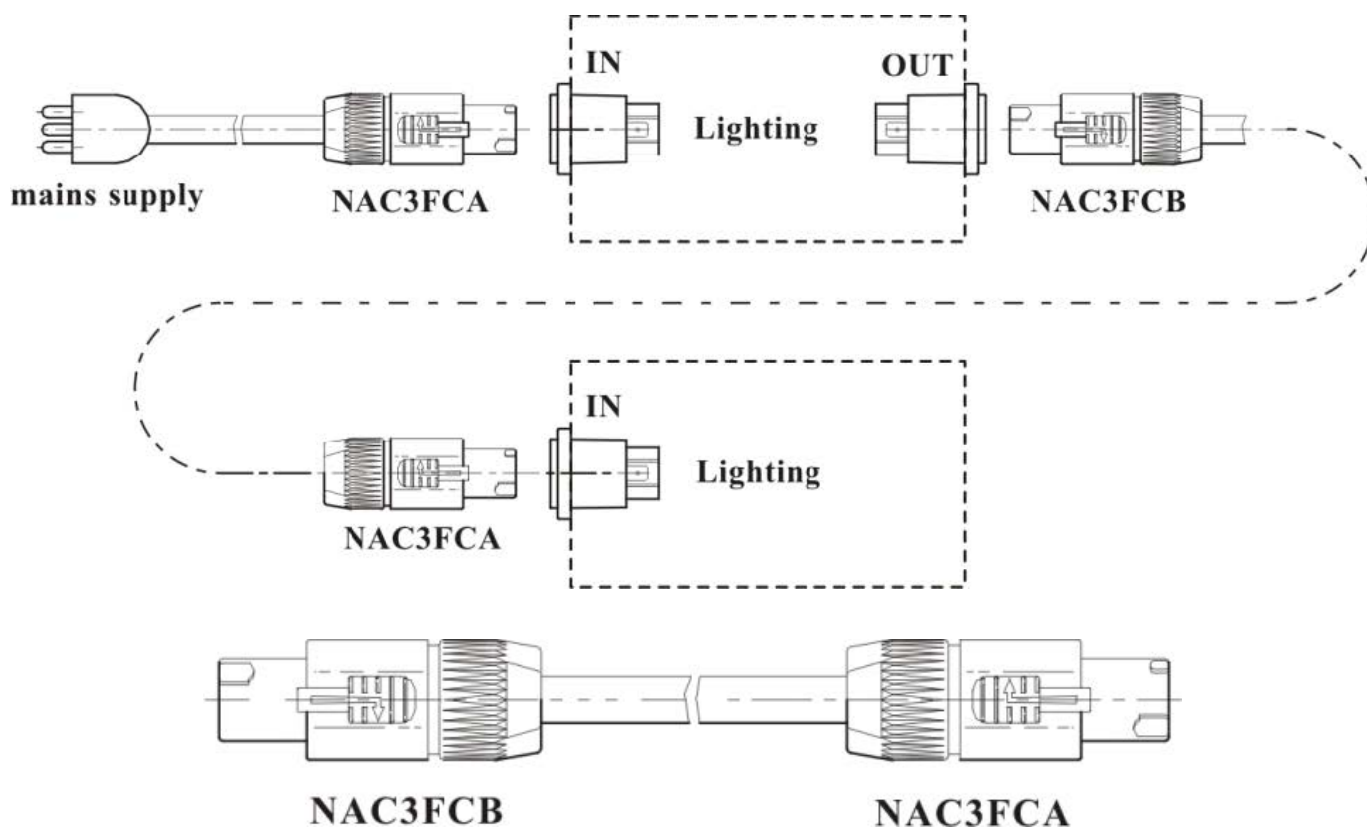 IN
OUT
Lighting
mains supply
NAC3FCA
NAC3FCB
IN
Lighting
NAC3FCA
NAC3FCB
NAC3FCA